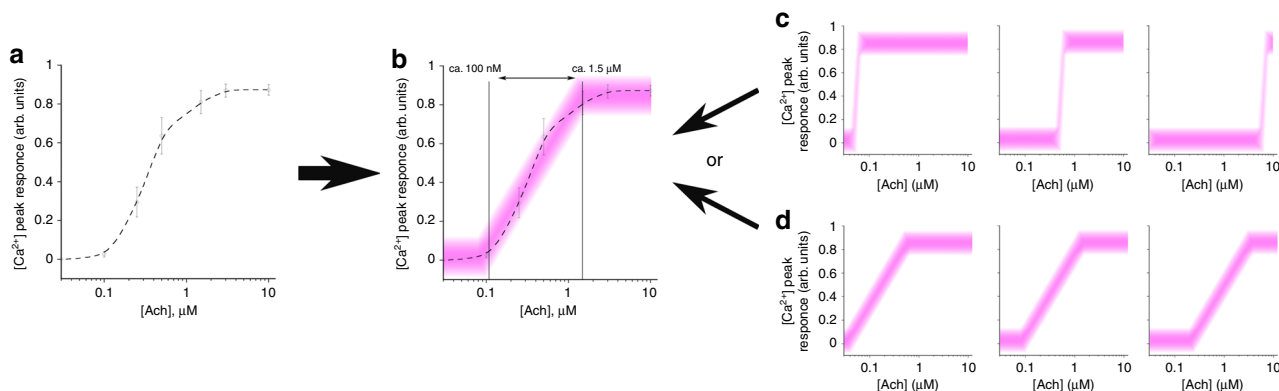 a
[Ca2+] peak responce (arb. units)
1
0.8
0.6
0.4
0.2
0
0.1
1
10
[Ach], μM
b
ca. 100 nM
ca. 1.5 μM
[Ca2+] peak responce (arb. units)
1
0.8
0.6
0.4
0.2
0
0.1
1
10
[Ach], μM
or
c
[Ca2+] peak
responce (arb. units)
1
0.8
0.6
0.4
0.2
0
0.1
1
10
[Ach] (μM)
0.1
1
10
[Ach] (μM)
0.1
1
10
[Ach] (μM)
d
[Ca2+] peak
responce (arb. units)
1
0.8
0.6
0.4
0.2
0
0.1
1
10
[Ach] (μM)
0.1
1
10
[Ach] (μM)
0.1
1
10
[Ach] (μM)